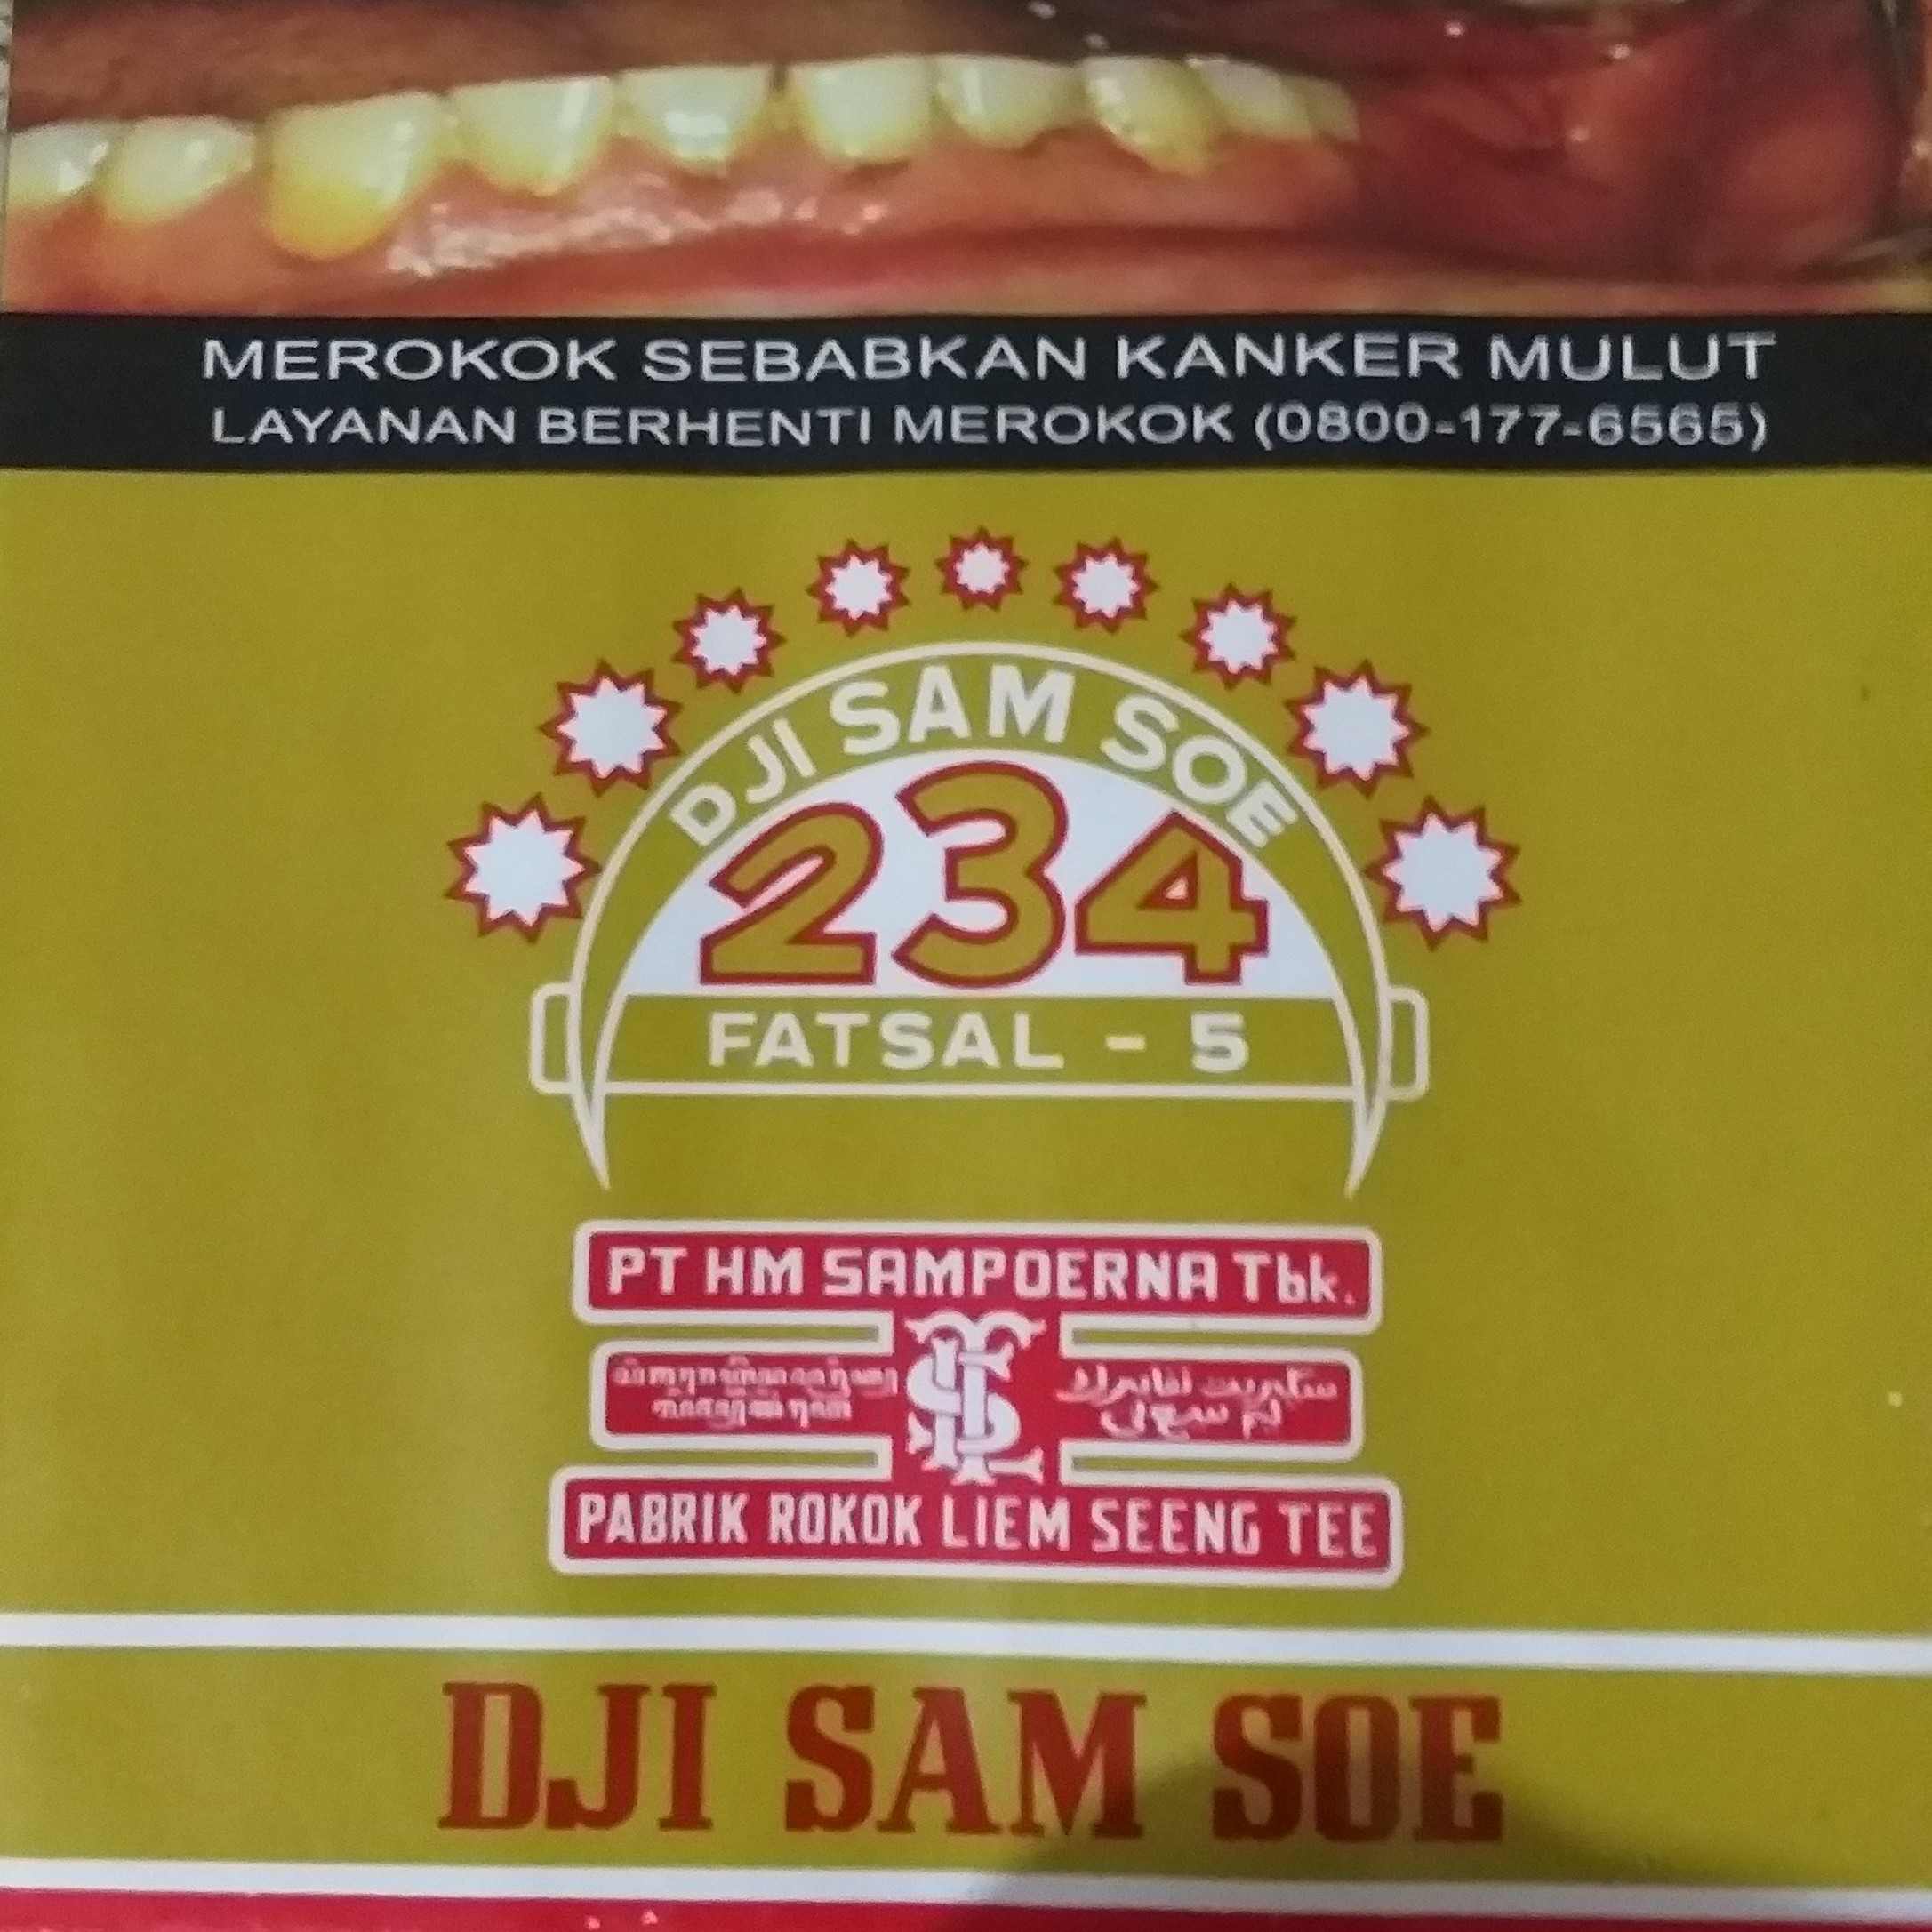 MEROKOK SEBABKAN KANKER MULUT
LAYANAN BERHENTI MEROKOK (0800-177-6565)
DJI SAM SOE
234
FATSAL - 5
PT HM SAMPOERNA Tbk.
PABRIK ROKOK LIEM SEENG TEE
DJI SAM SOE